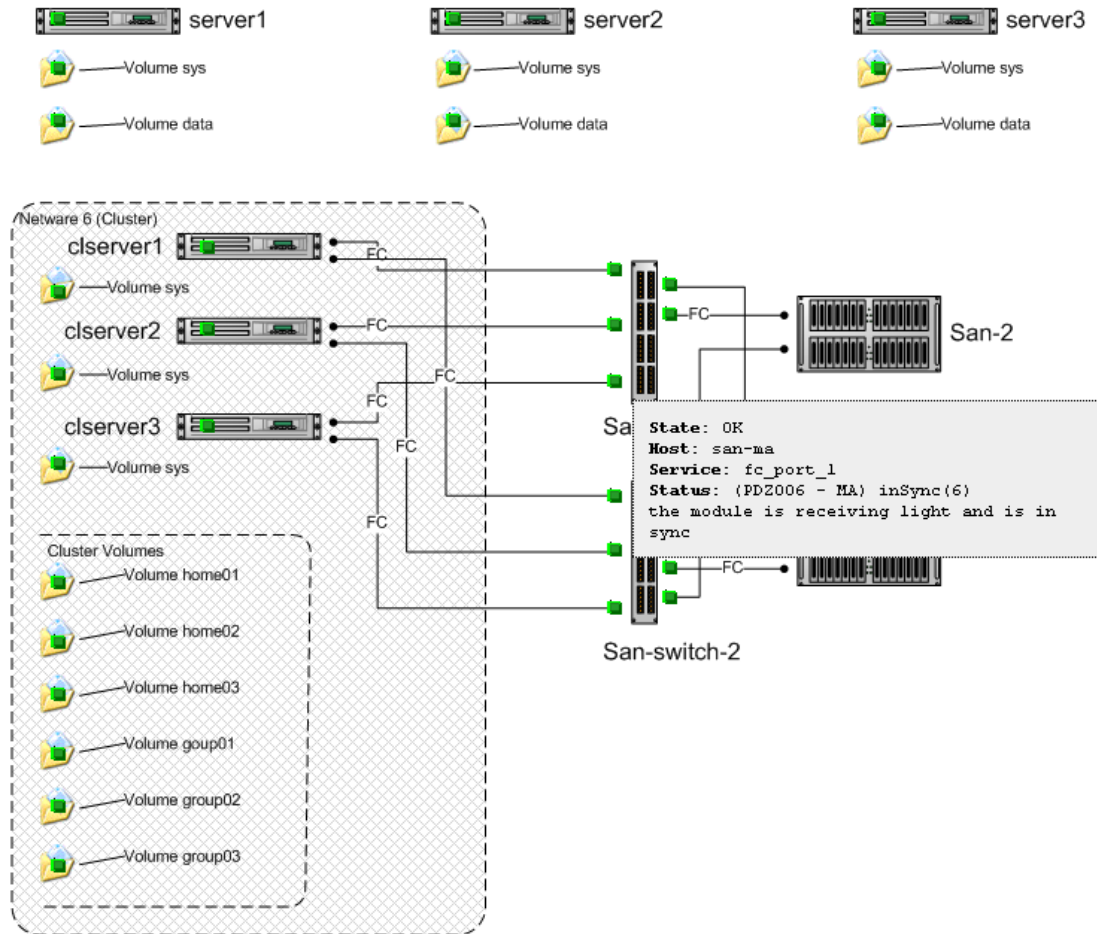 server1
server2
server3
Volume sys
Volume sys
Volume sys
Volume data
Volume data
Volume data
Netware 6 (Cluster)
clserver1
FC
Volume sys
clserver2
FC
FC
San-2
Volume sys
FC
FC
clserver3
Sa
FC
Volume sys
FC
State: OK
Host: san-ma
Service: fc_port_1
Status: (PDZ006 - MA) inSync(6)
the module is receiving light and is in
sync
Cluster Volumes
Volume home01
FC
Volume home02
San-switch-2
Volume home03
Volume goup01
Volume group02
Volume group03